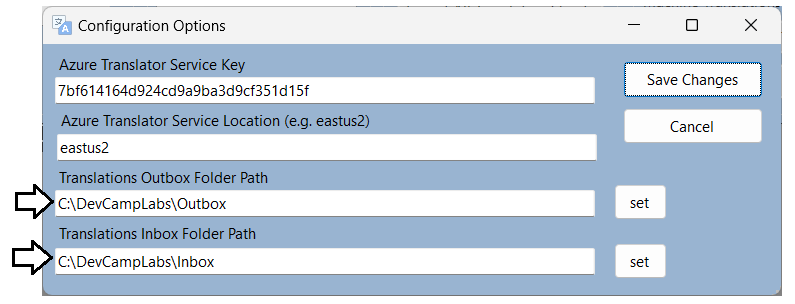 Configuration Options
Azure Translator Service Key
7bf614164d924cd9a9ba3d9cf351d15f
Save Changes
Azure Translator Service Location (e.g. eastus2)
Cancel
eastus2
Translations Outbox Folder Path
C:\DevCampLabs\Outbox
set
Translations Inbox Folder Path
C:\DevCampLabs\Inbox
set